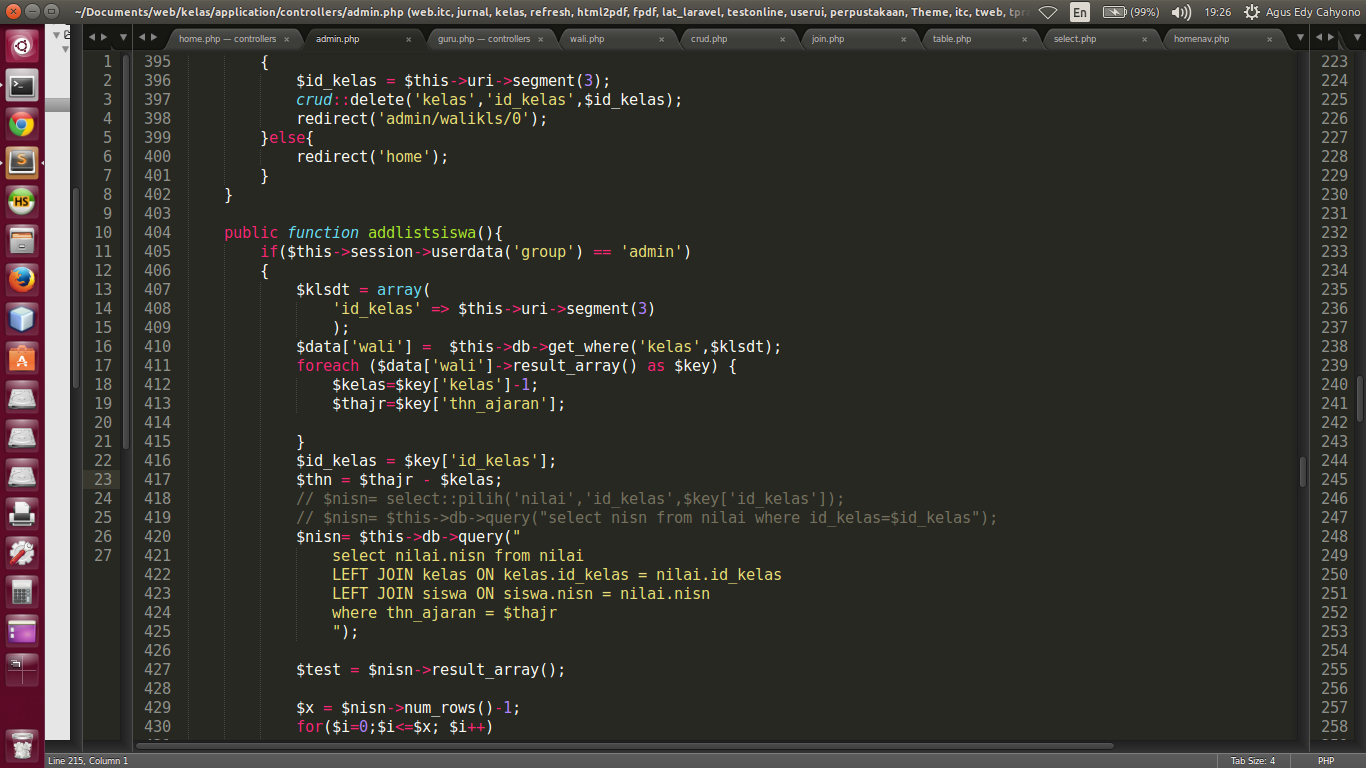 ~/Documents/web/kelas/application/controllers/admin.php (web.itc, jurnal, kelas, refresh, html2pdf, fpdf, lat_laravel, testonline, userui, perpustakaan, Theme, itc, tweb, tpr
En (99%) 19:26 Agus Edy Cahyono
home.php — controllers × admin.php × guru.php — controllers × wali.php × crud.php × join.php × table.php × select.php × homenav.php ×
1 395 { 223
2 396 $id_kelas = $this->uri->segment(3); 224
3 397 crud::delete('kelas','id_kelas',$id_kelas); 225
4 398 redirect('admin/walikls/0'); 226
5 399 }else{ 227
6 400 redirect('home'); 228
7 401 } 229
8 402 } 230
9 403 231
10 404 public function addlistsiswa(){ 232
11 405 if($this->session->userdata('group') == 'admin') 233
12 406 { 234
13 407 $klsdt = array( 235
14 408 'id_kelas' => $this->uri->segment(3) 236
15 409 ); 237
16 410 $data['wali'] =  $this->db->get_where('kelas',$klsdt); 238
17 411 foreach ($data['wali']->result_array() as $key) { 239
18 412 $kelas=$key['kelas']-1; 240
19 413 $thajr=$key['thn_ajaran']; 241
20 414 242
21 415 } 243
22 416 $id_kelas = $key['id_kelas']; 244
23 417 $thn = $thajr - $kelas; 245
24 418 // $nisn= select::pilih('nilai','id_kelas',$key['id_kelas']); 246
25 419 // $nisn= $this->db->query("select nisn from nilai where id_kelas=$id_kelas"); 247
26 420 $nisn= $this->db->query(" 248
27 421 select nilai.nisn from nilai 249
422 LEFT JOIN kelas ON kelas.id_kelas = nilai.id_kelas 250
423 LEFT JOIN siswa ON siswa.nisn = nilai.nisn 251
424 where thn_ajaran = $thajr 252
425 "); 253
426 254
427 $test = $nisn->result_array(); 255
428 256
429 $x = $nisn->num_rows()-1; 257
430 for($i=0;$i<=$x; $i++) 258
Line 215, Column 1 Tab Size: 4 PHP